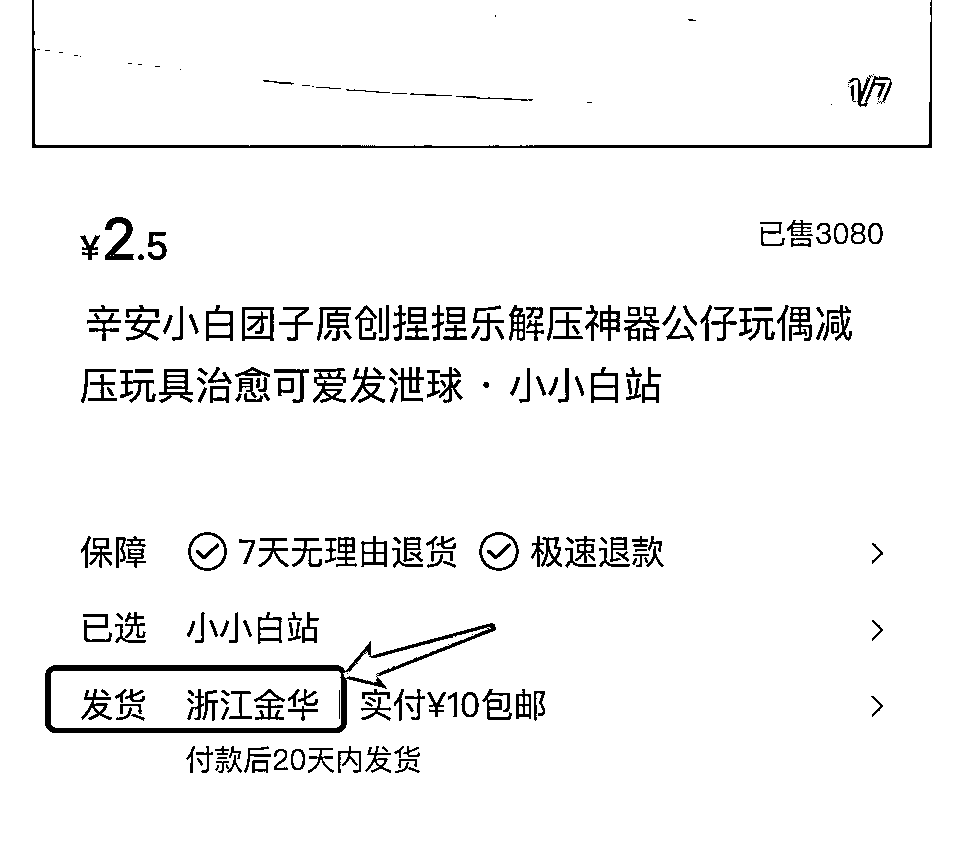 1/7
¥2.5
已售3080
辛安小白团子原创捏捏乐解压神器公仔玩偶减
压玩具治愈可爱发泄球 · 小小白站
保障 7天无理由退货 极速退款
已选 小小白站
发货 浙江金华 | 实付¥10包邮
付款后20天内发货